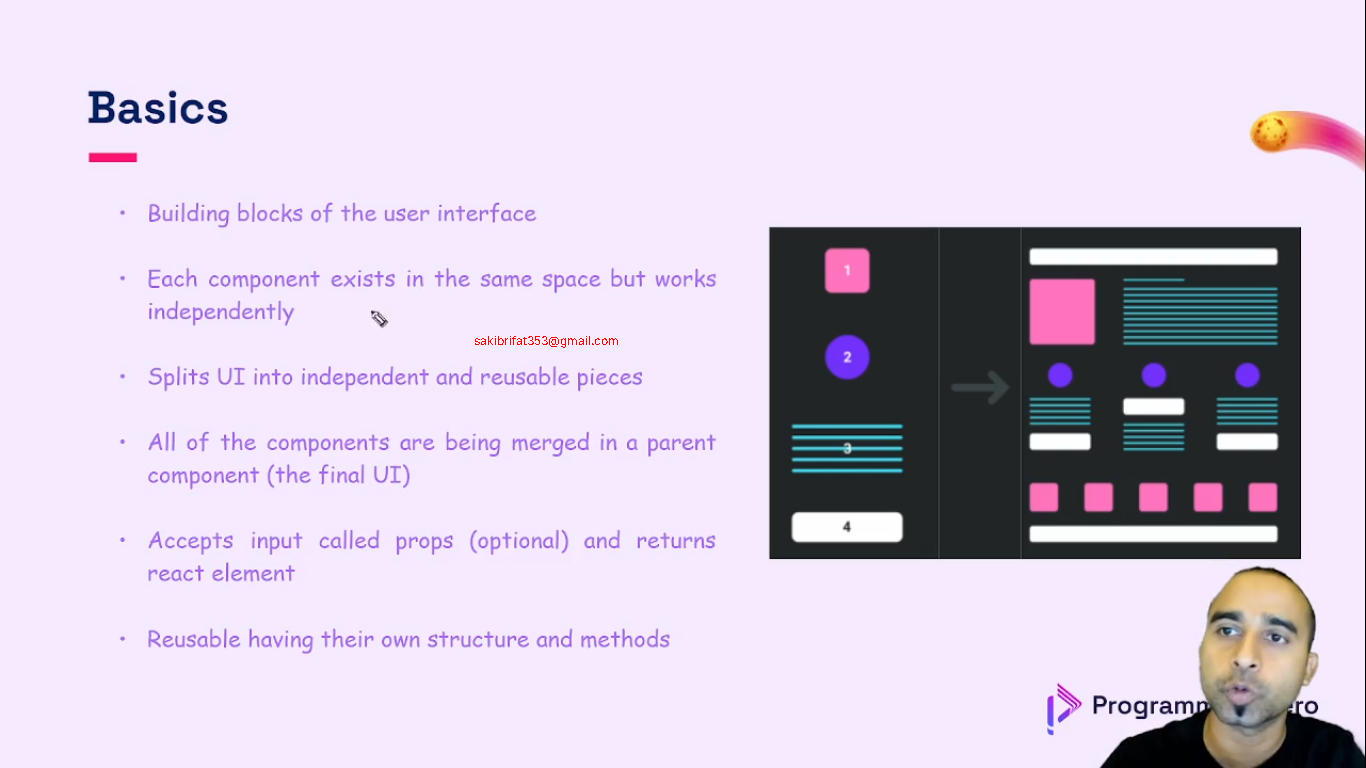 Basics
• Building blocks of the user interface
• Each component exists in the same space but works
independently
sakibrifat353@gmail.com
• Splits UI into independent and reusable pieces
• All of the components are being merged in a parent
component (the final UI)
• Accepts input called props (optional) and returns
react element
• Reusable having their own structure and methods
1
2
3
4